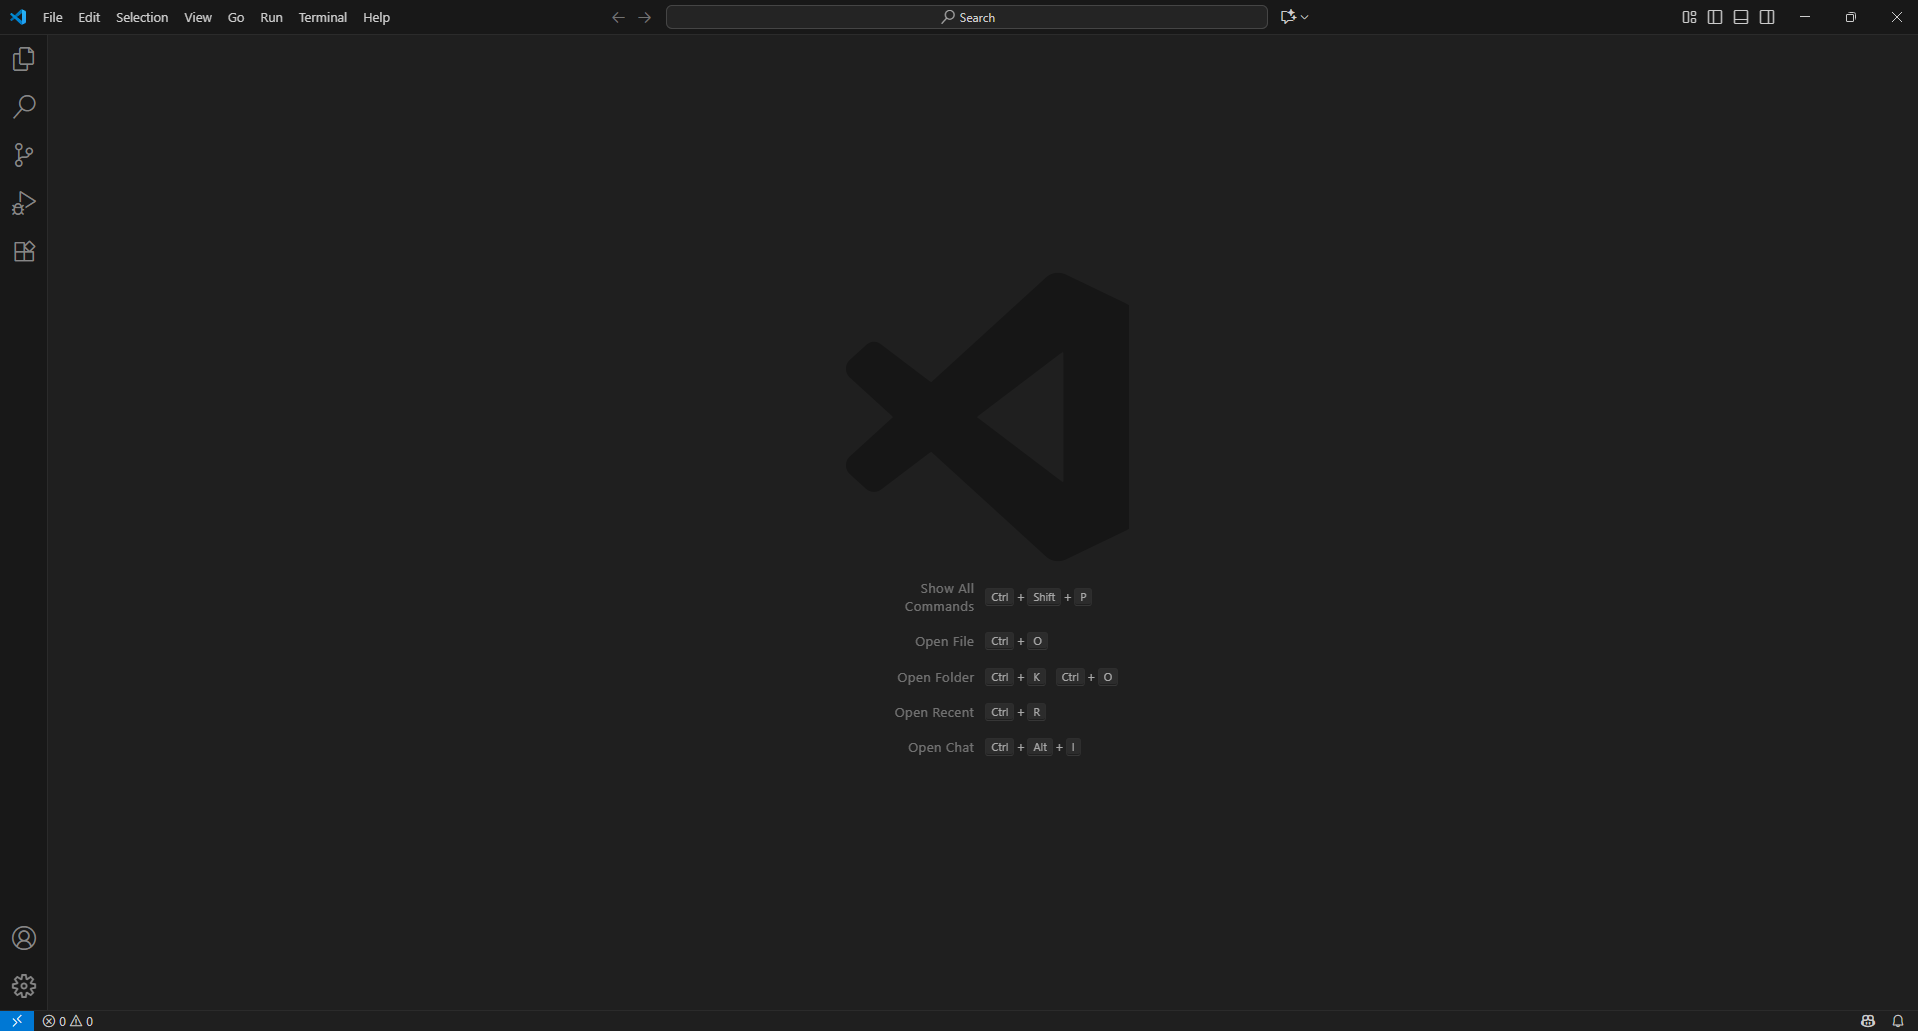 File Edit Selection View Go Run Terminal Help
Search
Show All
Commands
Ctrl + Shift + P
Open File Ctrl + O
Open Folder Ctrl + K Ctrl + O
Open Recent Ctrl + R
Open Chat Ctrl + Alt + I
0 0